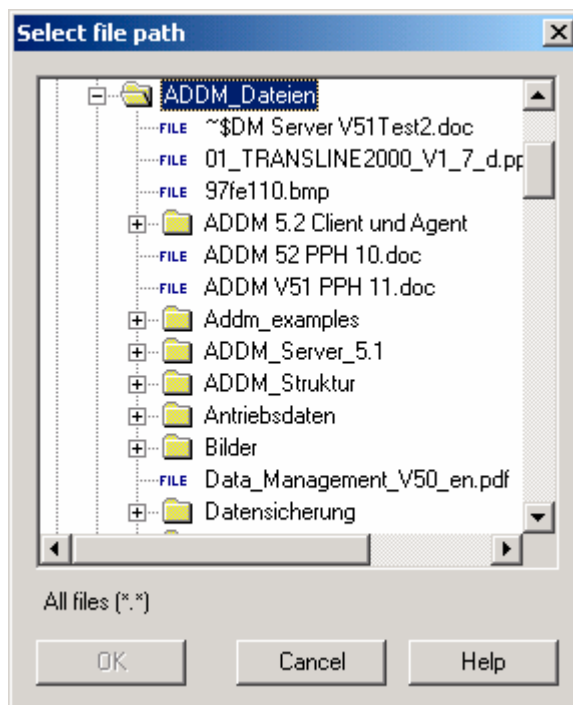 Select file path
ADDM_Dateien
FILE ~$DM Server V51Test2.doc
FILE 01_TRANSLINE2000_V1_7_d.pp
FILE 97fe110.bmp
ADDM 5.2 Client und Agent
FILE ADDM 52 PPH 10.doc
FILE ADDM V51 PPH 11.doc
Addm_examples
ADDM_Server_5.1
ADDM_Struktur
Antriebsdaten
Bilder
FILE Data_Management_V50_en.pdf
Datensicherung
All files (*.*)
OK Cancel Help